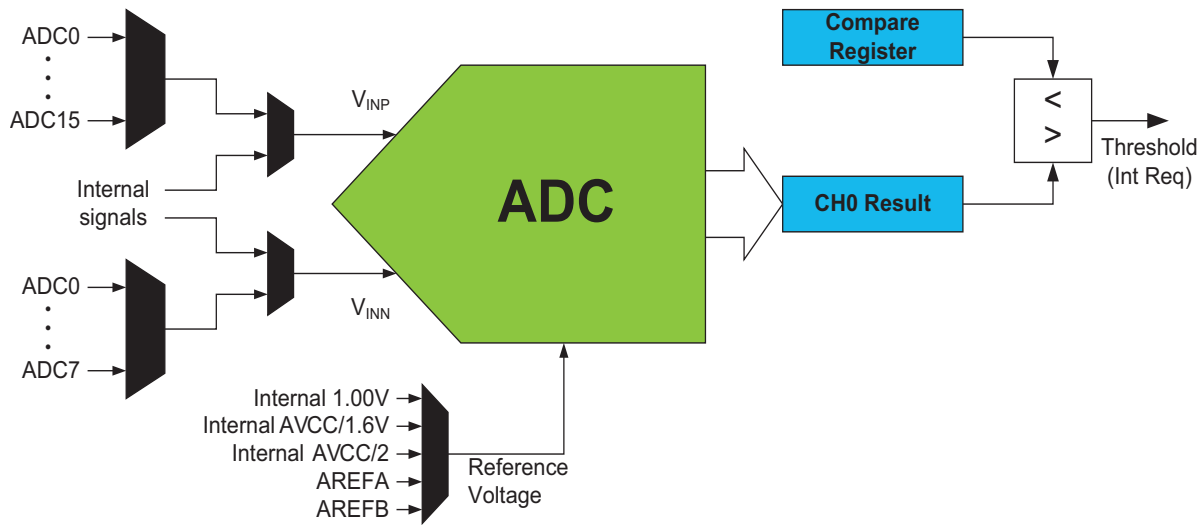 ADC0
ADC15
Internal
signals
ADC0
ADC7
VINP
VINN
ADC
Internal 1.00V
Internal AVCC/1.6V
Internal AVCC/2
AREFA
AREFB
Reference
Voltage
Compare
Register
CH0 Result
<
>
Threshold
(Int Req)